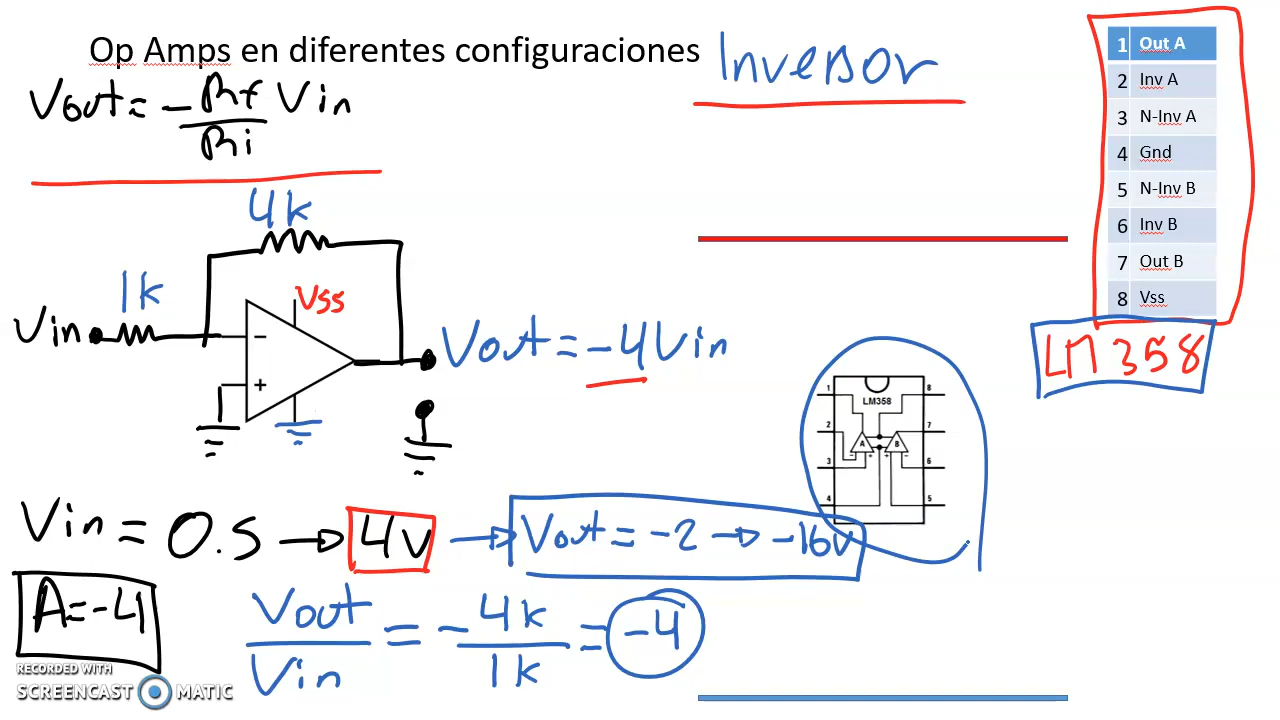 Op Amps en diferentes configuraciones
Inversor
Vout = - Rf / Ri Vin
1 Out A
2 Inv A
3 N-Inv A
4 Gnd
5 N-Inv B
6 Inv B
7 Out B
8 Vss
LM 358
4k
1k
Vss
Vin
-
+
Vout = -4Vin
LM358
1 8
2 7
3 6
4 5
A B
- + + -
Vin = 0.5 → 4v → Vout = -2 → -16v
A = -4
Vout / Vin = - 4k / 1k = -4
RECORDED WITH
SCREENCAST MATIC